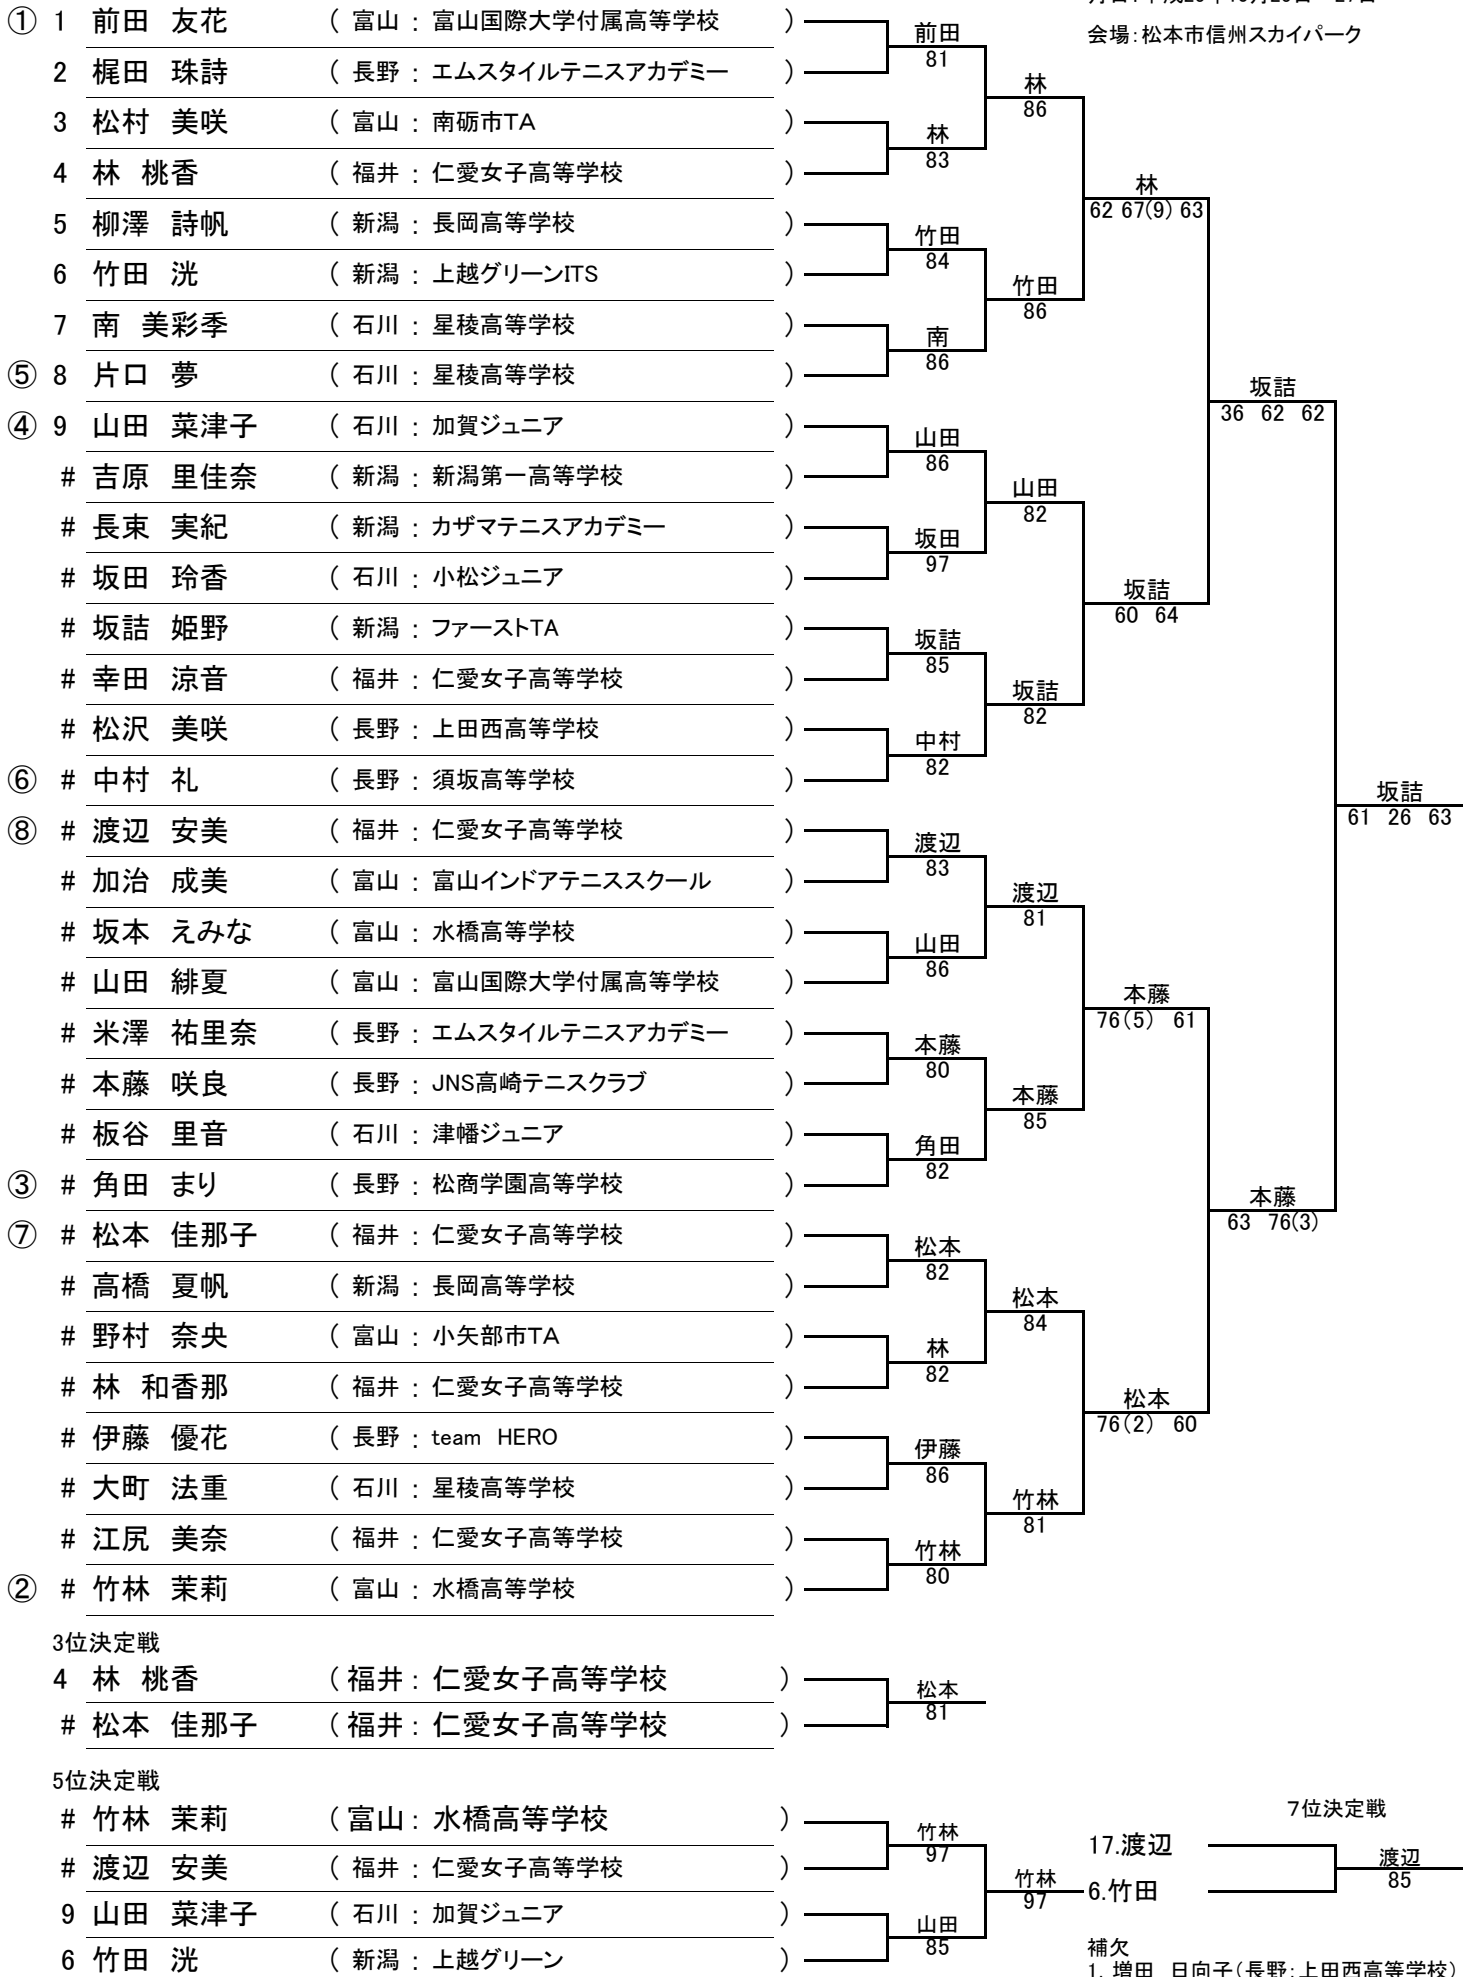 ① 1 前田 友花 ( 富山 : 富山国際大学付属高等学校 )
前田
81
会場:松本市信州スカイパーク
2 梶田 珠詩 ( 長野 : エムスタイルテニスアカデミー )
林
86
3 松村 美咲 ( 富山 : 南砺市TA )
林
83
4 林 桃香 ( 福井 : 仁愛女子高等学校 )
林
62 67(9) 63
5 柳澤 詩帆 ( 新潟 : 長岡高等学校 )
竹田
84
6 竹田 洸 ( 新潟 : 上越グリーンITS )
竹田
86
7 南 美彩季 ( 石川 : 星稜高等学校 )
南
86
⑤ 8 片口 夢 ( 石川 : 星稜高等学校 )
坂詰
36 62 62
④ 9 山田 菜津子 ( 石川 : 加賀ジュニア )
山田
86
# 吉原 里佳奈 ( 新潟 : 新潟第一高等学校 )
山田
82
# 長束 実紀 ( 新潟 : カザマテニスアカデミー )
坂田
97
# 坂田 玲香 ( 石川 : 小松ジュニア )
坂詰
60 64
# 坂詰 姫野 ( 新潟 : ファーストTA )
坂詰
85
# 幸田 涼音 ( 福井 : 仁愛女子高等学校 )
坂詰
82
# 松沢 美咲 ( 長野 : 上田西高等学校 )
中村
82
⑥ # 中村 礼 ( 長野 : 須坂高等学校 )
坂詰
61 26 63
⑧ # 渡辺 安美 ( 福井 : 仁愛女子高等学校 )
渡辺
83
# 加治 成美 ( 富山 : 富山インドアテニススクール )
渡辺
81
# 坂本 えみな ( 富山 : 水橋高等学校 )
山田
86
# 山田 緋夏 ( 富山 : 富山国際大学付属高等学校 )
本藤
76(5) 61
# 米澤 祐里奈 ( 長野 : エムスタイルテニスアカデミー )
本藤
80
# 本藤 咲良 ( 長野 : JNS高崎テニスクラブ )
本藤
85
# 板谷 里音 ( 石川 : 津幡ジュニア )
角田
82
③ # 角田 まり ( 長野 : 松商学園高等学校 )
本藤
63 76(3)
⑦ # 松本 佳那子 ( 福井 : 仁愛女子高等学校 )
松本
82
# 高橋 夏帆 ( 新潟 : 長岡高等学校 )
松本
84
# 野村 奈央 ( 富山 : 小矢部市TA )
林
82
# 林 和香那 ( 福井 : 仁愛女子高等学校 )
松本
76(2) 60
# 伊藤 優花 ( 長野 : team HERO )
伊藤
86
# 大町 法重 ( 石川 : 星稜高等学校 )
竹林
81
# 江尻 美奈 ( 福井 : 仁愛女子高等学校 )
竹林
80
② # 竹林 茉莉 ( 富山 : 水橋高等学校 )
3位決定戦
4 林 桃香 ( 福井 : 仁愛女子高等学校 )
松本
81
# 松本 佳那子 ( 福井 : 仁愛女子高等学校 )
5位決定戦
# 竹林 茉莉 ( 富山 : 水橋高等学校 )
竹林
97
# 渡辺 安美 ( 福井 : 仁愛女子高等学校 )
竹林
97
9 山田 菜津子 ( 石川 : 加賀ジュニア )
山田
85
6 竹田 洸 ( 新潟 : 上越グリーン )
7位決定戦
17.渡辺
渡辺
85
6.竹田
補欠
1. 増田 日向子(長野:上田西高等学校)